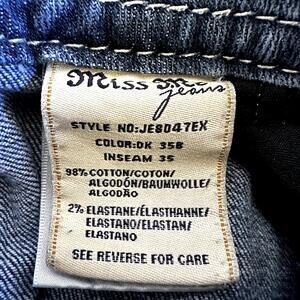 Miss Me
jeans
STYLE NO:JE8047EX
COLOR:DK 358
INSEAM 35
98% COTTON/COTON/
ALGODÓN/BAUMWOLLE/
ALGODAO
2% ELASTANE/ÉLASTHANNE/
ELASTANO/ELASTAN/
ELASTANO
SEE REVERSE FOR CARE